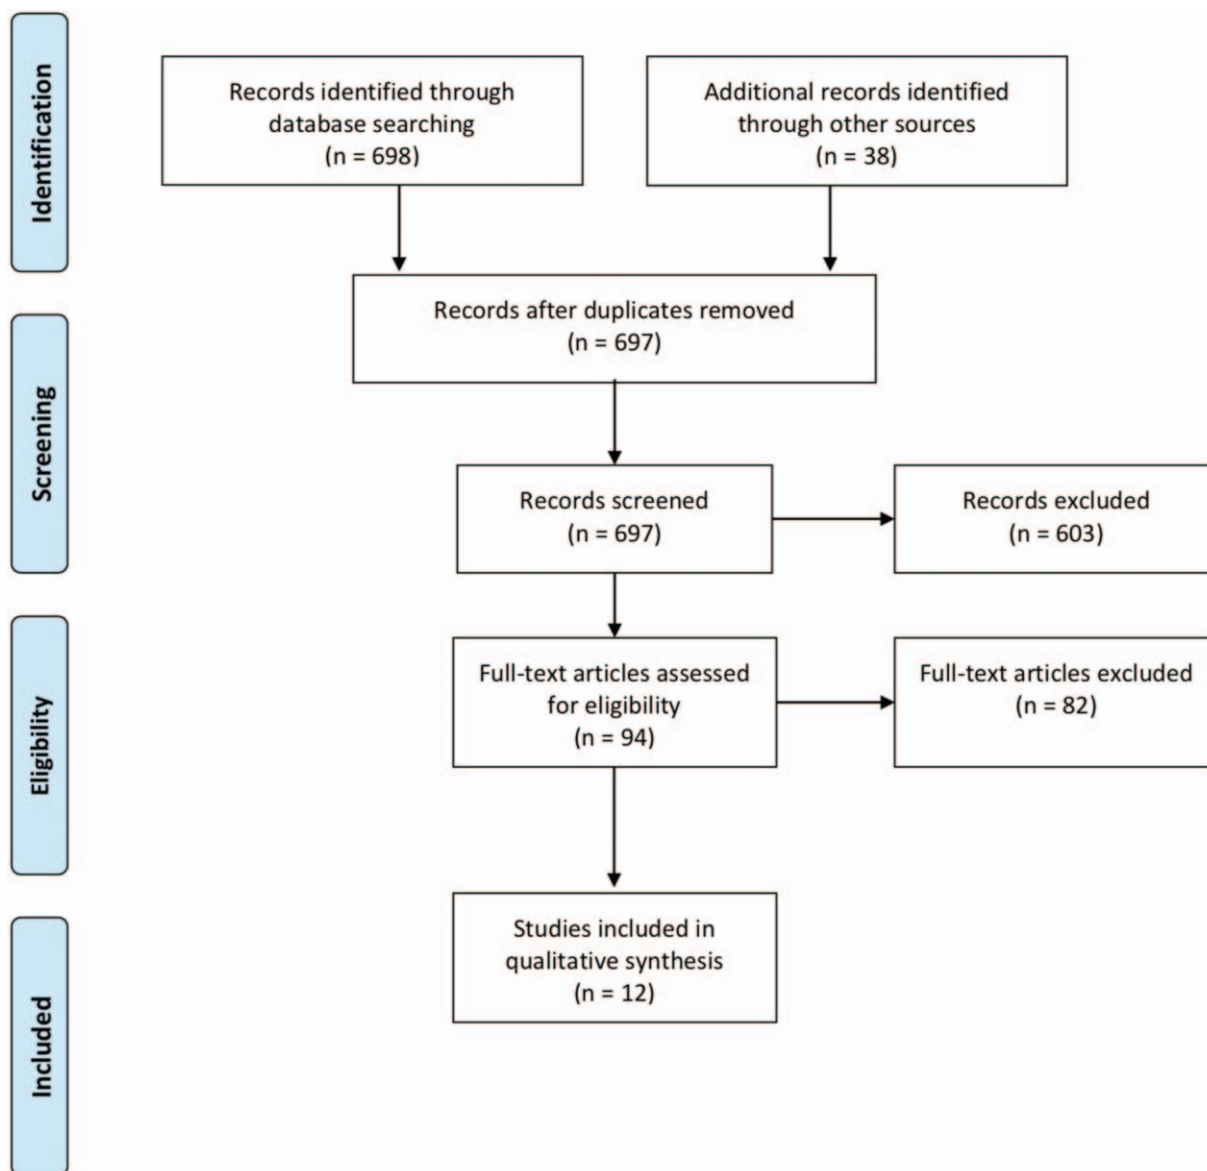 Identification
Records identified through
database searching
(n = 698)
Additional records identified
through other sources
(n = 38)
Records after duplicates removed
(n = 697)
Screening
Records screened
(n = 697)
Records excluded
(n = 603)
Eligibility
Full-text articles assessed
for eligibility
(n = 94)
Full-text articles excluded
(n = 82)
Included
Studies included in
qualitative synthesis
(n = 12)